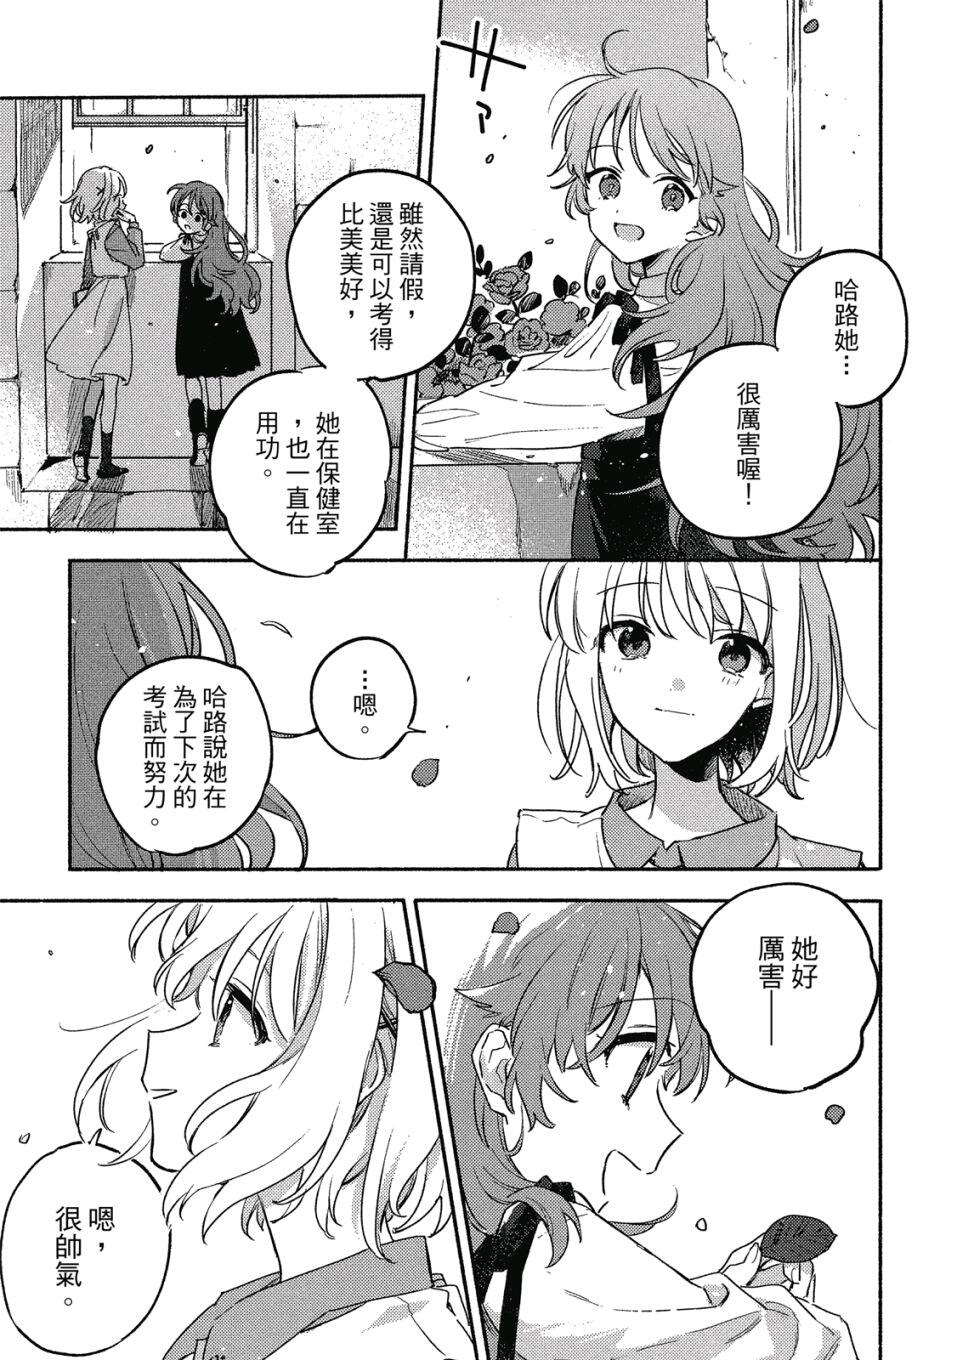 哈路她…
很厲害喔！
雖然請假，
還是可以考得
比美美好，
她在保健室
，也一直在
用功。
…嗯。
哈路說她在
為了下次的
考試而努力。
她好
厲害──
嗯，
很帥氣。